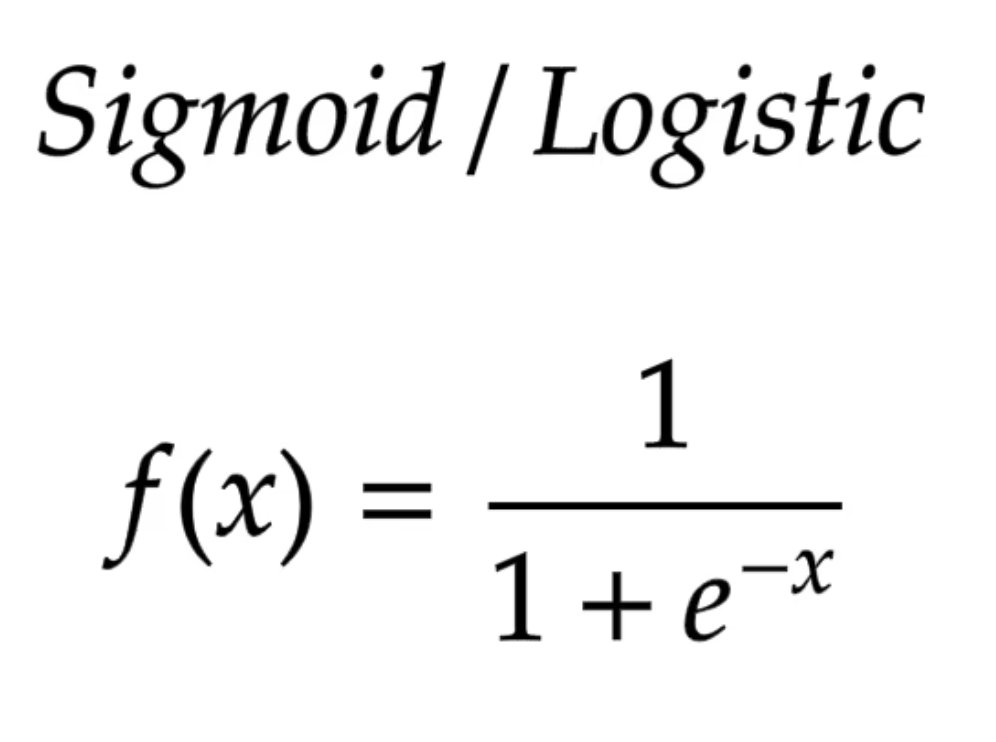 Sigmoid / Logistic
f(x) = 1 / (1 + e^{-x})